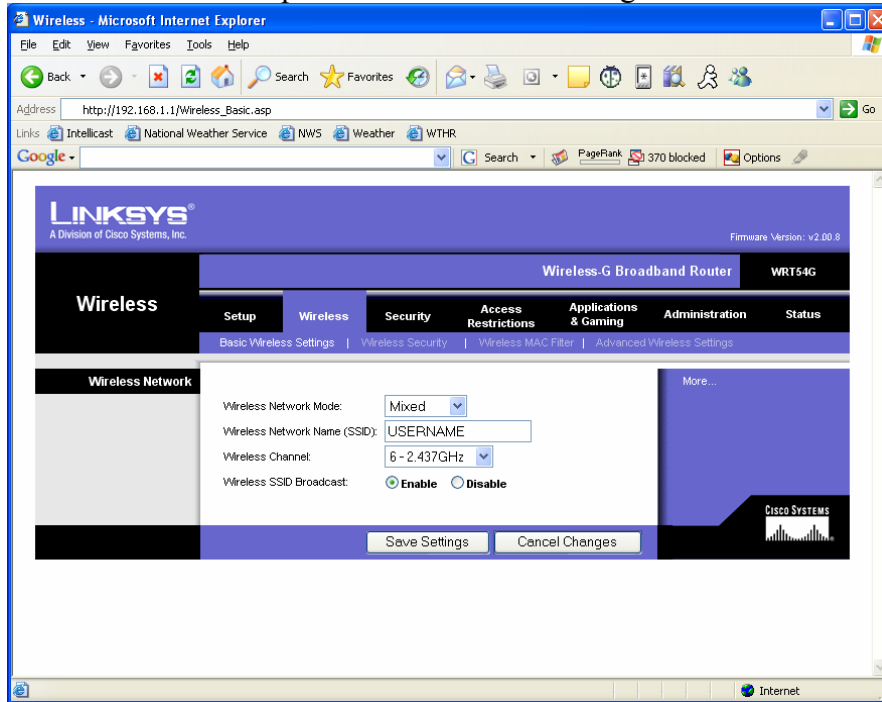 Wireless - Microsoft Internet Explorer
File Edit View Favorites Tools Help
Back Search Favorites
Address http://192.168.1.1/Wireless_Basic.asp Go
Links Intellicast National Weather Service NWS Weather WTHR
Google Search PageRank 370 blocked Options
LINKSYS®
A Division of Cisco Systems, Inc.
Firmware Version: v2.00.8
Wireless-G Broadband Router WRT54G
Wireless
Setup Wireless Security Access Restrictions Applications & Gaming Administration Status
Basic Wireless Settings | Wireless Security | Wireless MAC Filter | Advanced Wireless Settings
Wireless Network
More...
Wireless Network Mode: Mixed
Wireless Network Name (SSID): USERNAME
Wireless Channel: 6 - 2.437GHz
Wireless SSID Broadcast: Enable Disable
CISCO SYSTEMS
Save Settings Cancel Changes
Internet